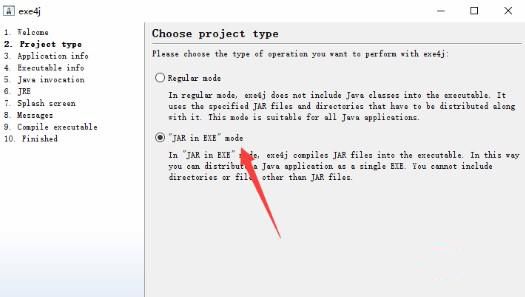 exe4j
1. Welcome
2. Project type
3. Application info
4. Executable info
5. Java invocation
6. JRE
7. Splash screen
8. Messages
9. Compile executable
10. Finished
Choose project type
Please choose the type of operation you want to perform with exe4j:
Regular mode
In regular mode, exe4j does not include Java classes into the executable. It
uses the specified JAR files and directories that have to be distributed along
with it. This mode is suitable for all Java applications.
"JAR in EXE" mode
In "JAR in EXE" mode, exe4j compiles JAR files into the executable. In this way
you can distribute a Java application as a single EXE. You cannot include
directories or files other than JAR files.